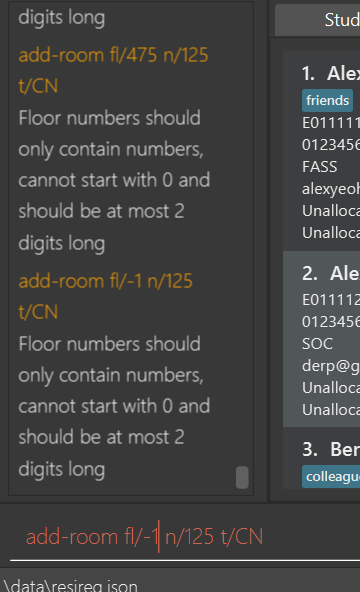 digits long
add-room fl/475 n/125
t/CN
Floor numbers should
only contain numbers,
cannot start with 0 and
should be at most 2
digits long
add-room fl/-1 n/125
t/CN
Floor numbers should
only contain numbers,
cannot start with 0 and
should be at most 2
digits long
add-room fl/-1 n/125 t/CN
\data\resireg.json
Stud
1. Alex
friends
E011111
0123456
FASS
alexyeoh
Unalloca
Unalloca
2. Ale
E011112
0123456
SOC
derp@g
Unalloca
Unalloca
3. Ber
colleague